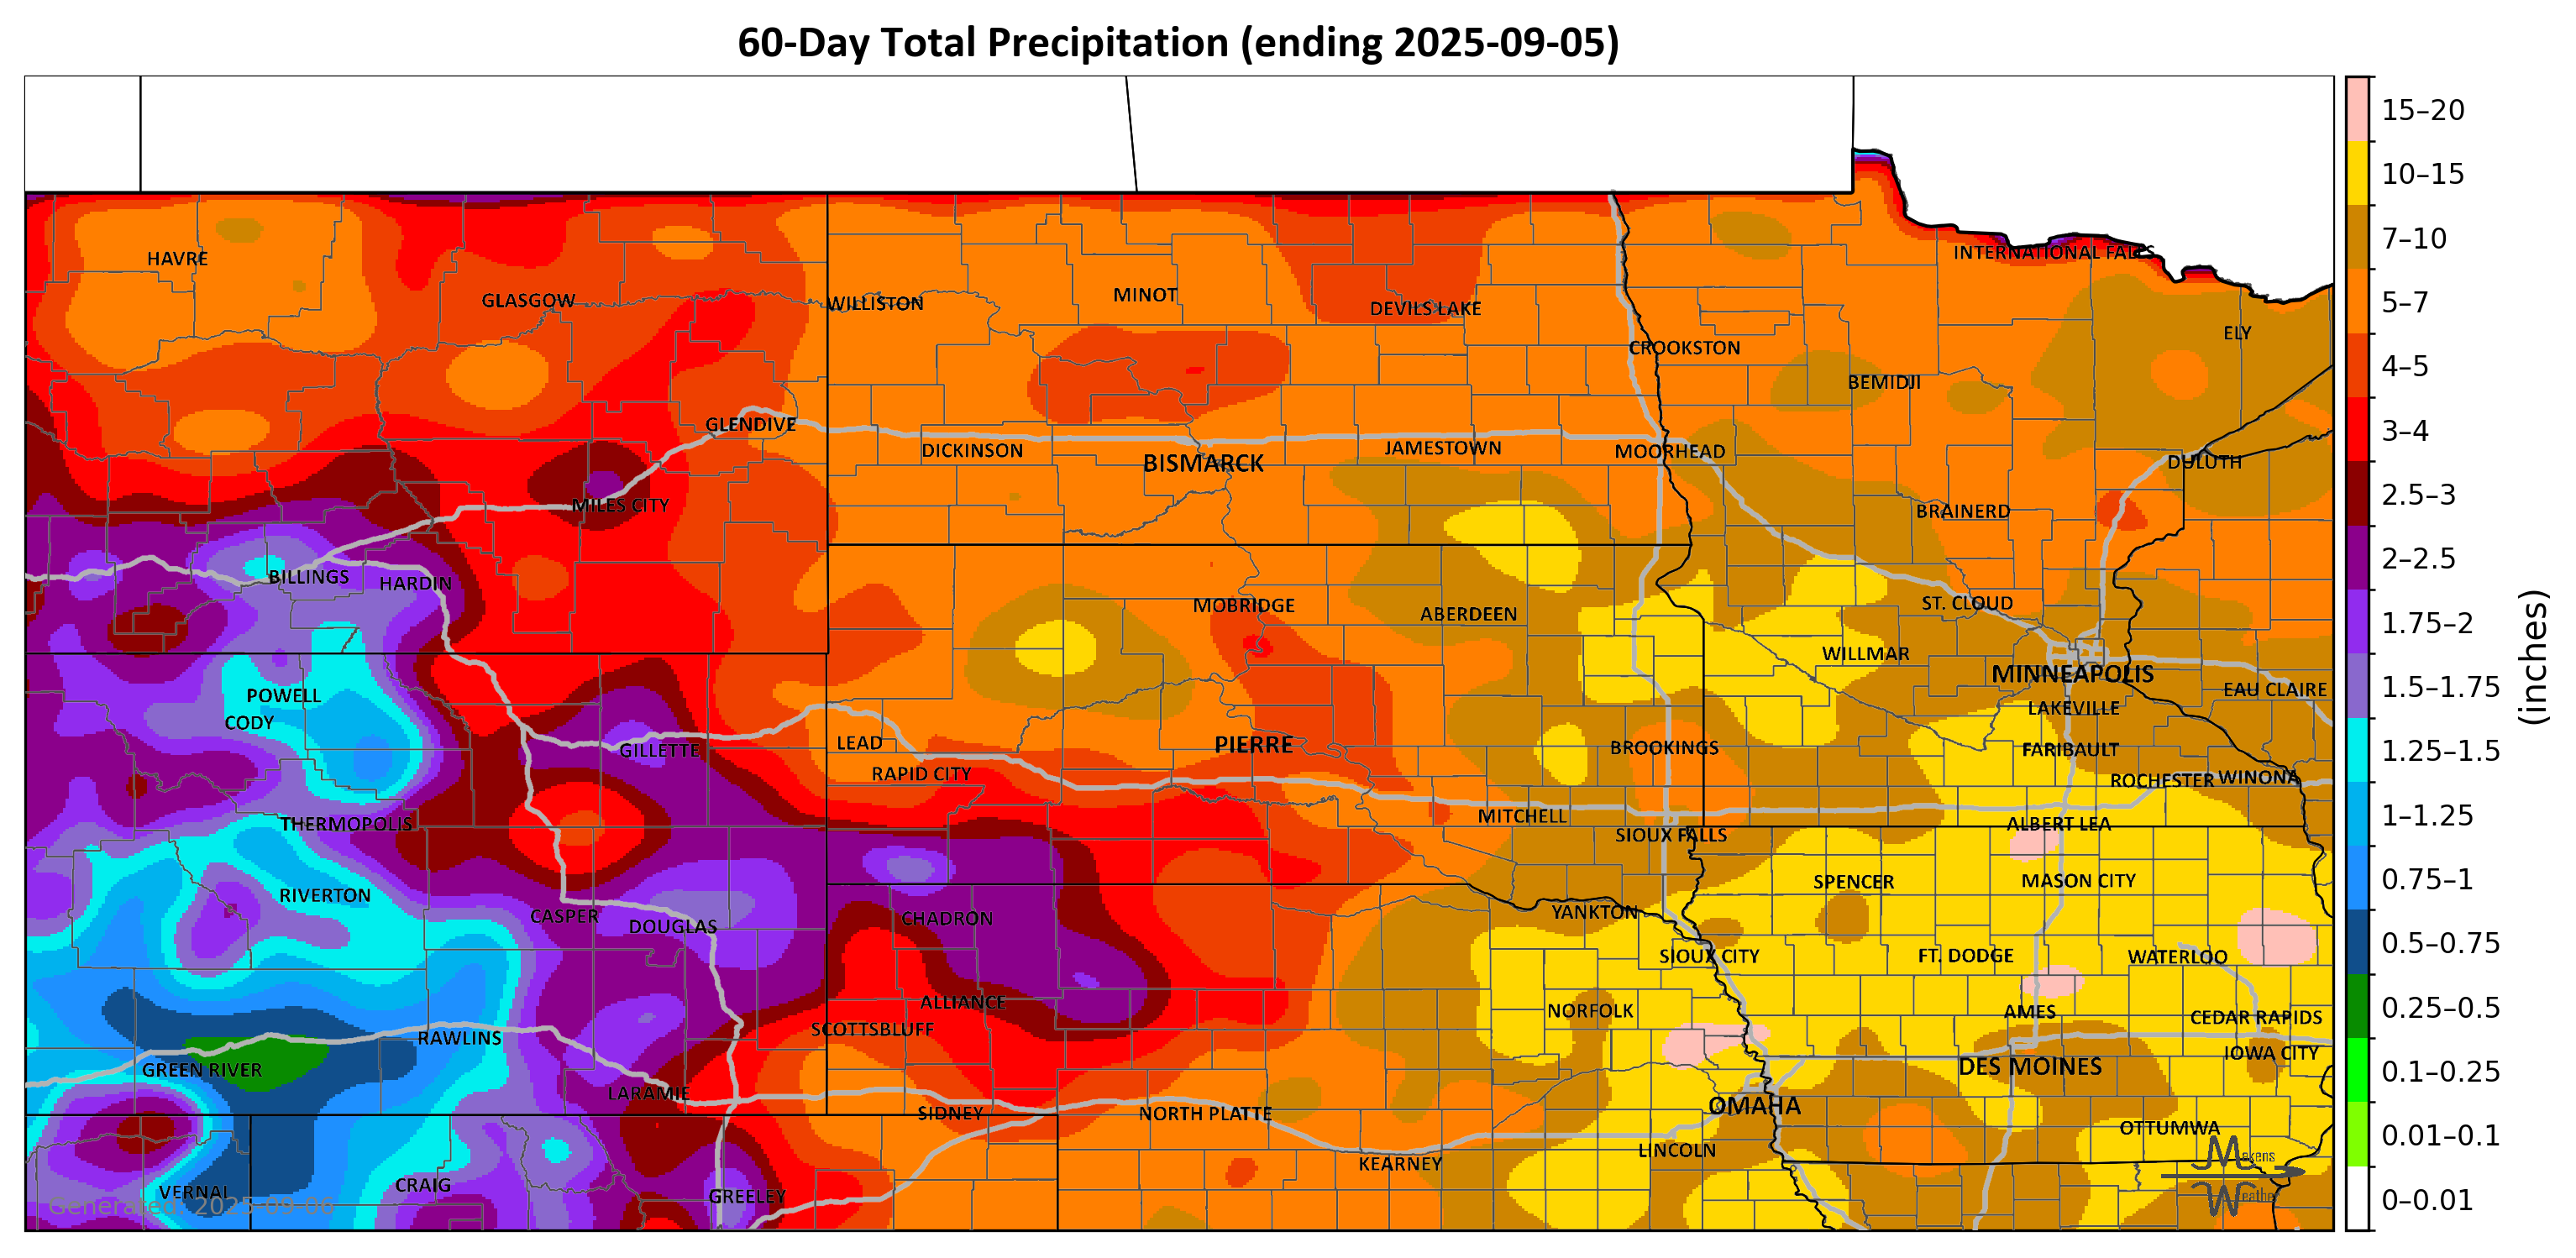 60-Day Total Precipitation (ending 2025-09-05)
15–20
10–15
7–10
5–7
4–5
3–4
2.5–3
2–2.5
1.75–2
1.5–1.75
1.25–1.5
1–1.25
0.75–1
0.5–0.75
0.25–0.5
0.1–0.25
0.01–0.1
0–0.01
(inches)
HAVRE
INTERNATIONAL FALLS
GLASGOW
WILLISTON
MINOT
DEVILS LAKE
ELY
CROOKSTON
BEMIDJI
GLENDIVE
DICKINSON
BISMARCK
JAMESTOWN
MOORHEAD
DULUTH
MILES CITY
BRAINERD
BILLINGS
HARDIN
MOBRIDGE
ABERDEEN
ST. CLOUD
WILLMAR
MINNEAPOLIS
POWELL
CODY
EAU CLAIRE
LAKEVILLE
GILLETTE
LEAD
PIERRE
BROOKINGS
FARIBAULT
RAPID CITY
ROCHESTER
WINONA
THERMOPOLIS
MITCHELL
SIOUX FALLS
ALBERT LEA
RIVERTON
SPENCER
MASON CITY
CASPER
DOUGLAS
CHADRON
YANKTON
SIOUX CITY
FT. DODGE
WATERLOO
ALLIANCE
NORFOLK
AMES
CEDAR RAPIDS
SCOTTSBLUFF
RAWLINS
GREEN RIVER
DES MOINES
IOWA CITY
LARAMIE
SIDNEY
NORTH PLATTE
OMAHA
OTTUMWA
LINCOLN
KEARNEY
VERNAL
CRAIG
GREELEY
Generated: 2025-09-06
Makens
Weather